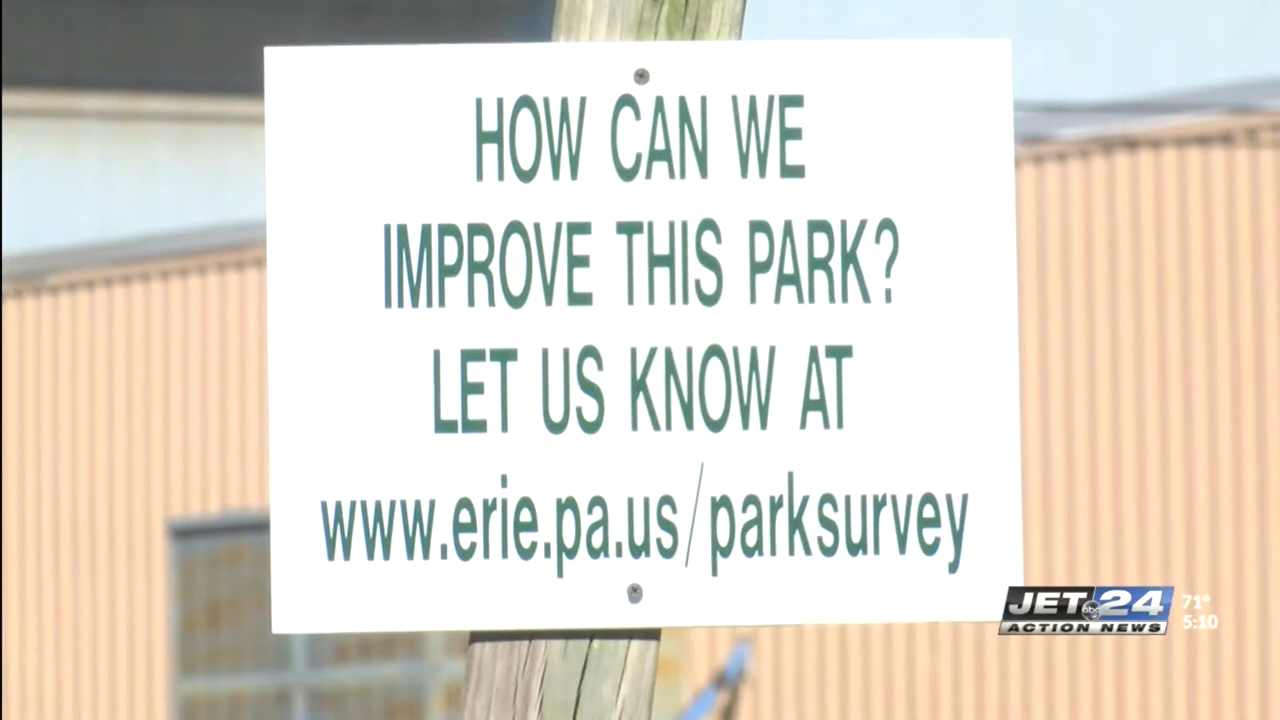 HOW CAN WE
IMPROVE THIS PARK?
LET US KNOW AT
www.erie.pa.us/parksurvey
JET abc 24
ACTION NEWS
71°
5:10